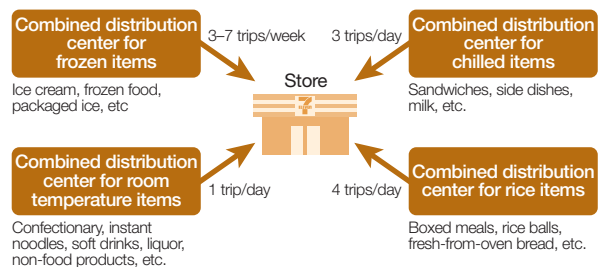 Combined distribution
center for
frozen items
3–7 trips/week
Ice cream, frozen food,
packaged ice, etc
3 trips/day
Combined distribution
center for
chilled items
Sandwiches, side dishes,
milk, etc.
Store
7
Combined distribution
center for room
temperature items
1 trip/day
Confectionary, instant
noodles, soft drinks, liquor,
non-food products, etc.
4 trips/day
Combined distribution
center for rice items
Boxed meals, rice balls,
fresh-from-oven bread, etc.